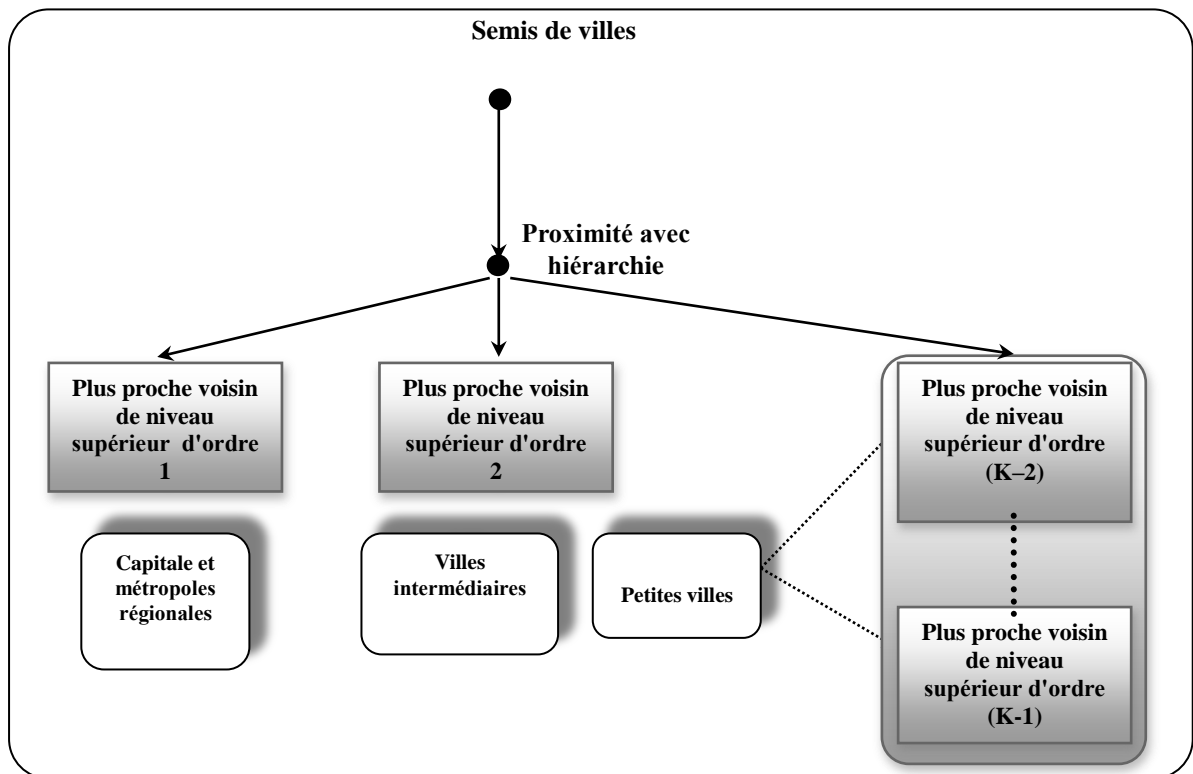 Semis de villes
Proximité avec
hiérarchie
Plus proche voisin
de niveau
supérieur d'ordre
1
Plus proche voisin
de niveau
supérieur d'ordre
2
Plus proche voisin
de niveau
supérieur d'ordre
(K–2)
Capitale et
métropoles
régionales
Villes
intermédiaires
Petites villes
Plus proche voisin
de niveau
supérieur d'ordre
(K-1)